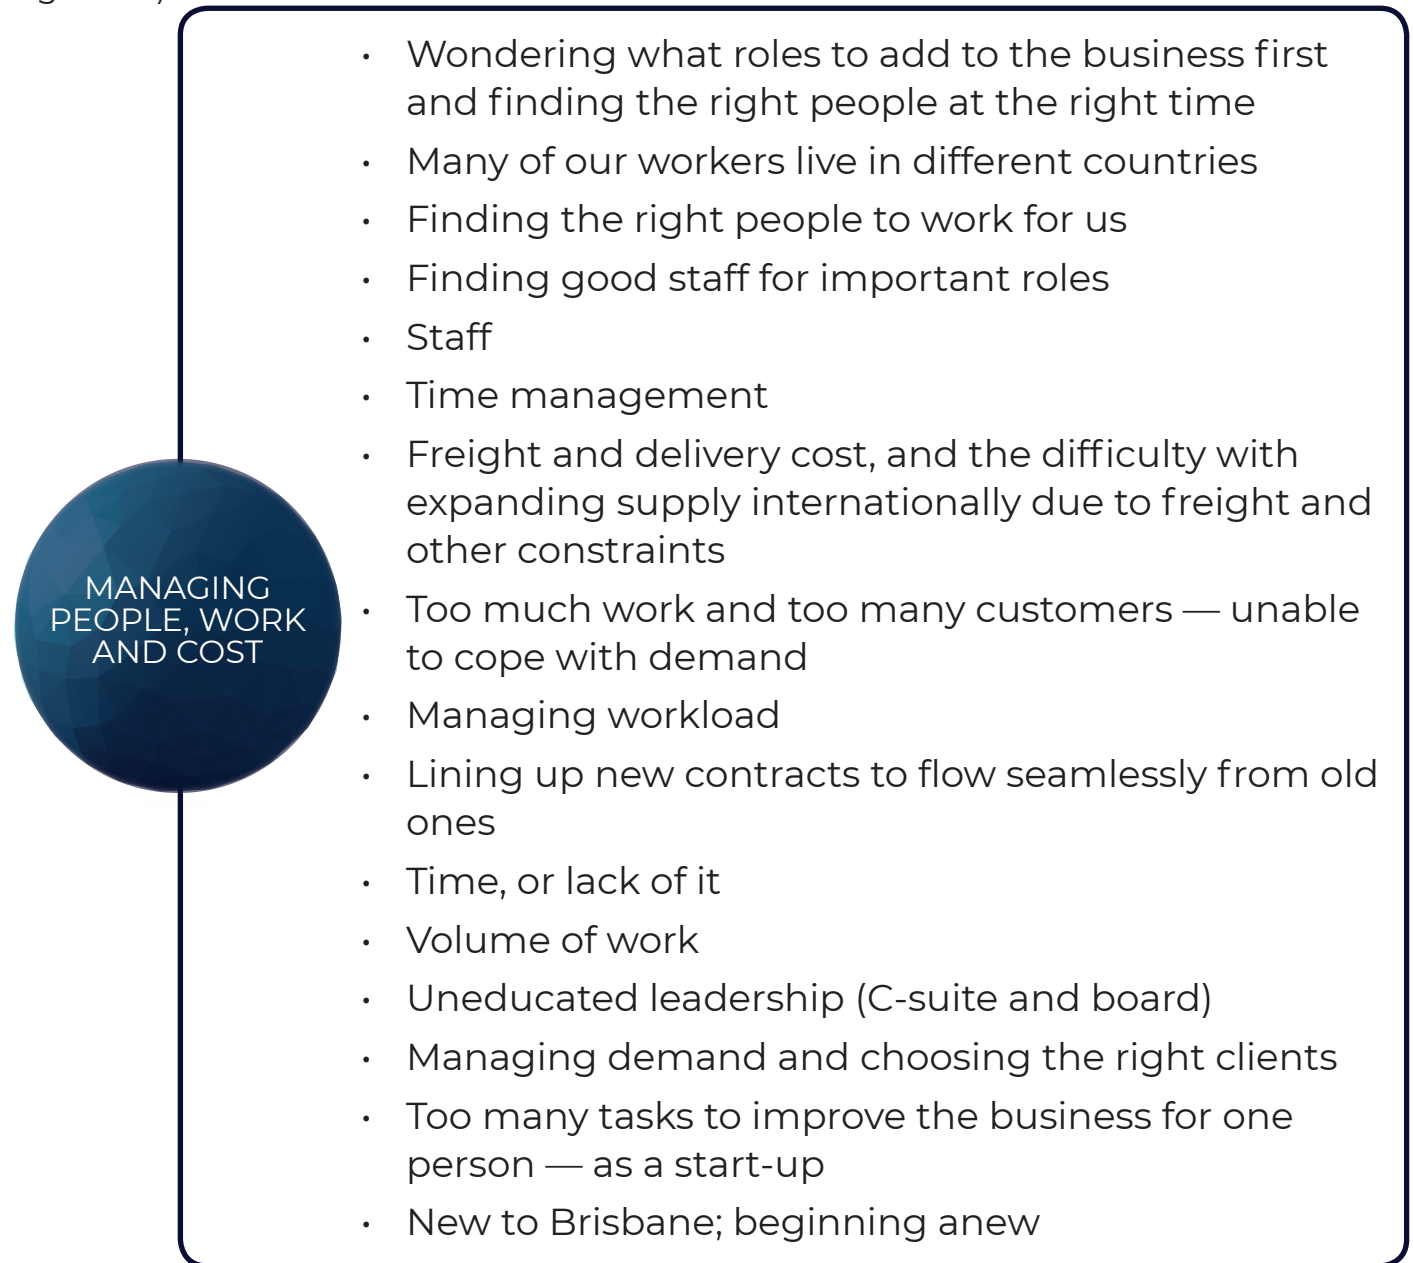 • Wondering what roles to add to the business first
and finding the right people at the right time
• Many of our workers live in different countries
• Finding the right people to work for us
• Finding good staff for important roles
• Staff
• Time management
• Freight and delivery cost, and the difficulty with
expanding supply internationally due to freight and
other constraints
MANAGING
PEOPLE, WORK
AND COST
• Too much work and too many customers — unable
to cope with demand
• Managing workload
• Lining up new contracts to flow seamlessly from old
ones
• Time, or lack of it
• Volume of work
• Uneducated leadership (C-suite and board)
• Managing demand and choosing the right clients
• Too many tasks to improve the business for one
person — as a start-up
• New to Brisbane; beginning anew